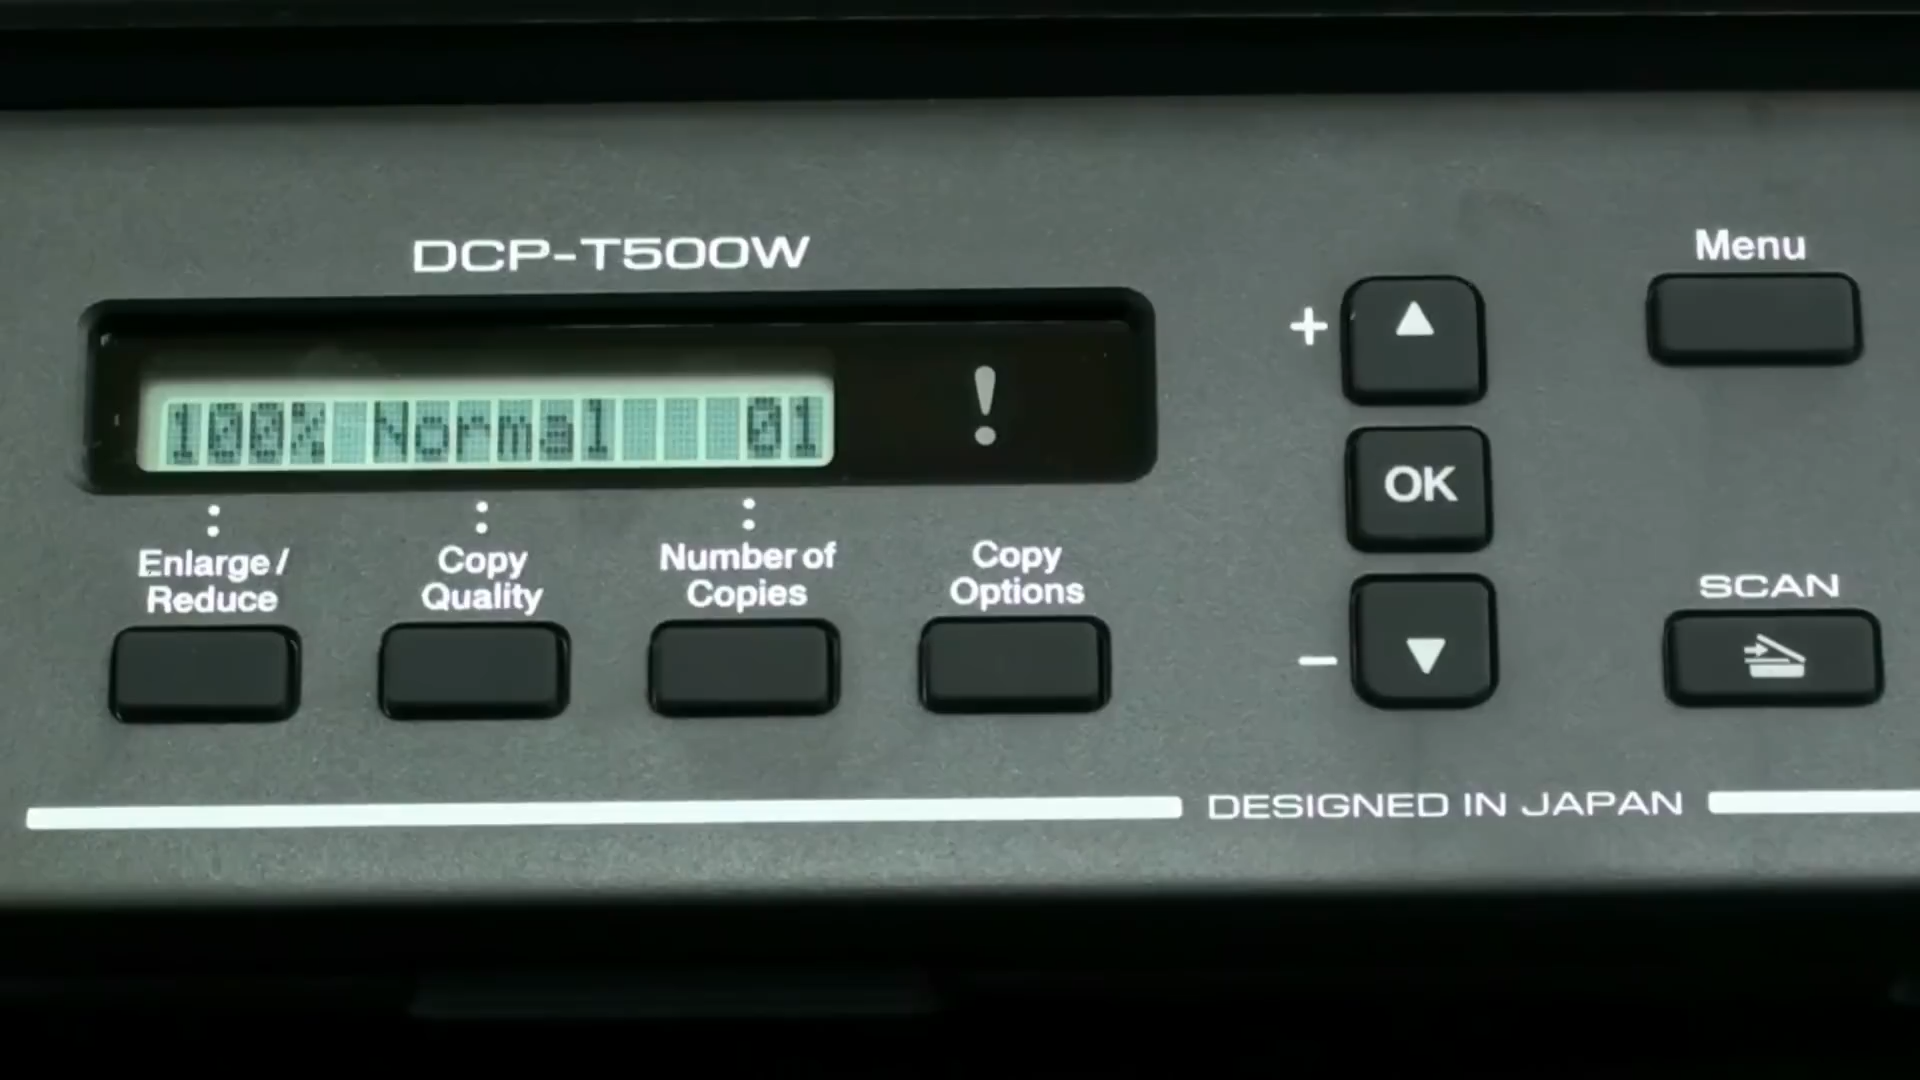 DCP-T500W
Menu
+
!
100% Normal 01
OK
Enlarge/
Reduce
Copy
Quality
Number of
Copies
Copy
Options
SCAN
−
DESIGNED IN JAPAN